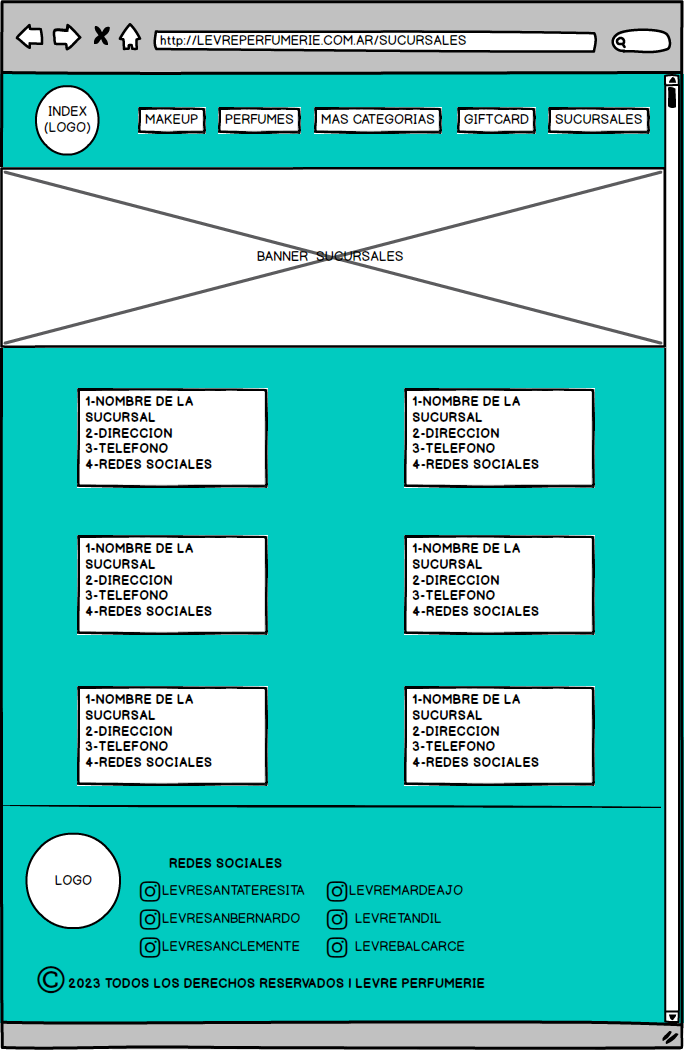 http://LEVREPERFUMERIE.COM.AR/SUCURSALES
INDEX
(LOGO)
MAKEUP
PERFUMES
MAS CATEGORIAS
GIFTCARD
SUCURSALES
BANNER SUCURSALES
1-NOMBRE DE LA
SUCURSAL
2-DIRECCION
3-TELEFONO
4-REDES SOCIALES
1-NOMBRE DE LA
SUCURSAL
2-DIRECCION
3-TELEFONO
4-REDES SOCIALES
1-NOMBRE DE LA
SUCURSAL
2-DIRECCION
3-TELEFONO
4-REDES SOCIALES
1-NOMBRE DE LA
SUCURSAL
2-DIRECCION
3-TELEFONO
4-REDES SOCIALES
1-NOMBRE DE LA
SUCURSAL
2-DIRECCION
3-TELEFONO
4-REDES SOCIALES
1-NOMBRE DE LA
SUCURSAL
2-DIRECCION
3-TELEFONO
4-REDES SOCIALES
LOGO
REDES SOCIALES
LEVRESANTATERESITA
LEVREMARDEAJO
LEVRESANBERNARDO
LEVRETANDIL
LEVRESANCLEMENTE
LEVREBALCARCE
© 2023 TODOS LOS DERECHOS RESERVADOS | LEVRE PERFUMERIE